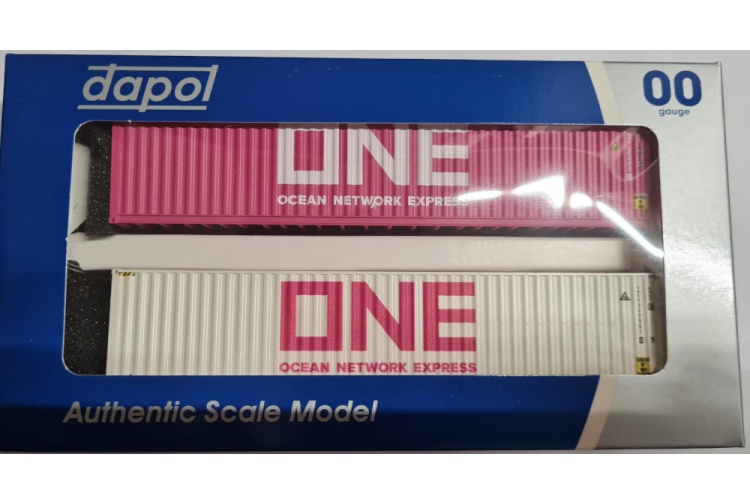 dapol
00
gauge
ONE
OCEAN NETWORK EXPRESS
ONE
OCEAN NETWORK EXPRESS
Authentic Scale Model